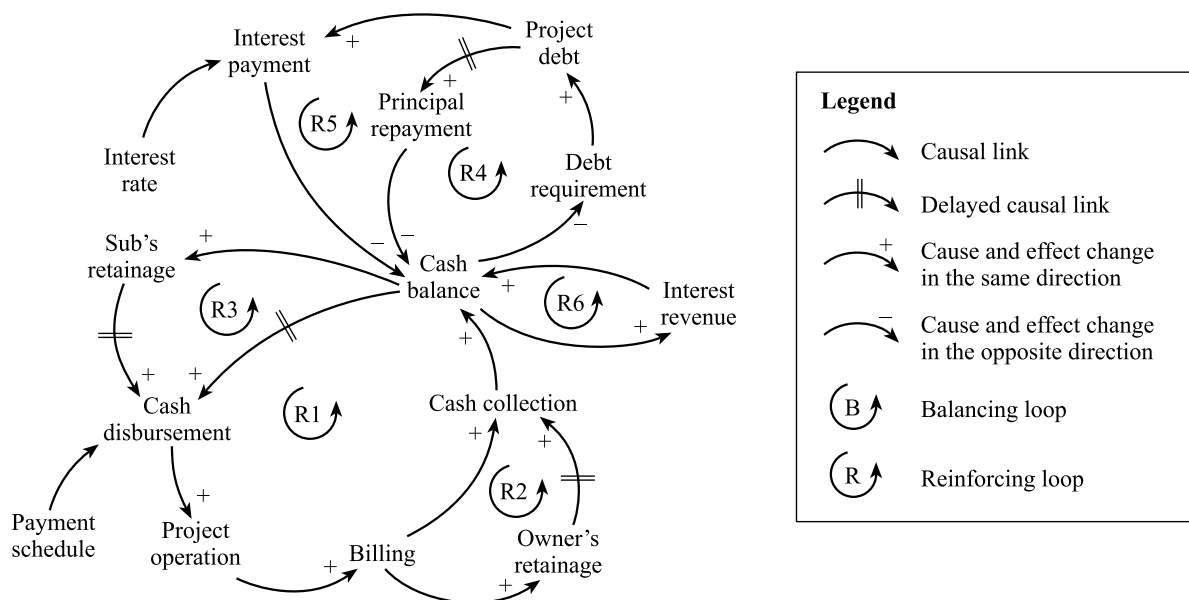 Interest
payment
Project
debt
+
+
Principal
repayment
R5
R4
+
Debt
requirement
Interest
rate
Sub's
retainage
+
−
−
−
Cash
balance
R3
+
R6
Interest
revenue
+
+
+
+
Cash
disbursement
R1
Cash collection
+
+
R2
Payment
schedule
+
Project
operation
+
Billing
+
Owner's
retainage
Legend
Causal link
Delayed causal link
+
Cause and effect change
in the same direction
−
Cause and effect change
in the opposite direction
B
Balancing loop
R
Reinforcing loop